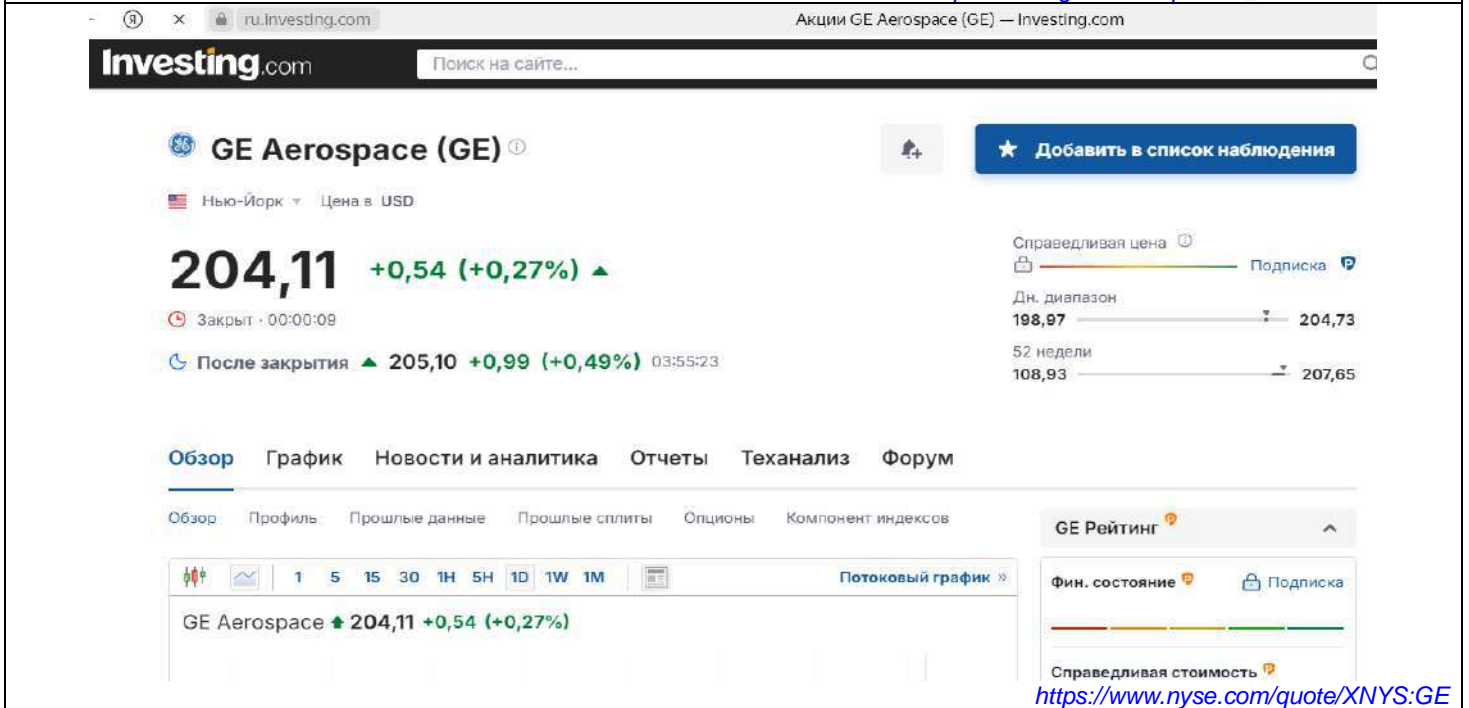 ru.investing.com Акции GE Aerospace (GE) — Investing.com
Investing.com Поиск на сайте...
GE Aerospace (GE) Добавить в список наблюдения
Нью-Йорк Цена в USD
204,11 +0,54 (+0,27%)
Справедливая цена
Подписка
Дн. диапазон
198,97 204,73
Закрыт · 00:00:09
52 недели
108,93 207,65
После закрытия 205,10 +0,99 (+0,49%) 03:55:23
Обзор График Новости и аналитика Отчеты Теханализ Форум
Обзор Профиль Прошлые данные Прошлые сплиты Опционы Компонент индексов
GE Рейтинг
1 5 15 30 1H 5H 1D 1W 1M Потоковый график »
Фин. состояние Подписка
GE Aerospace 204,11 +0,54 (+0,27%)
Справедливая стоимость
https://www.nyse.com/quote/XNYS:GE